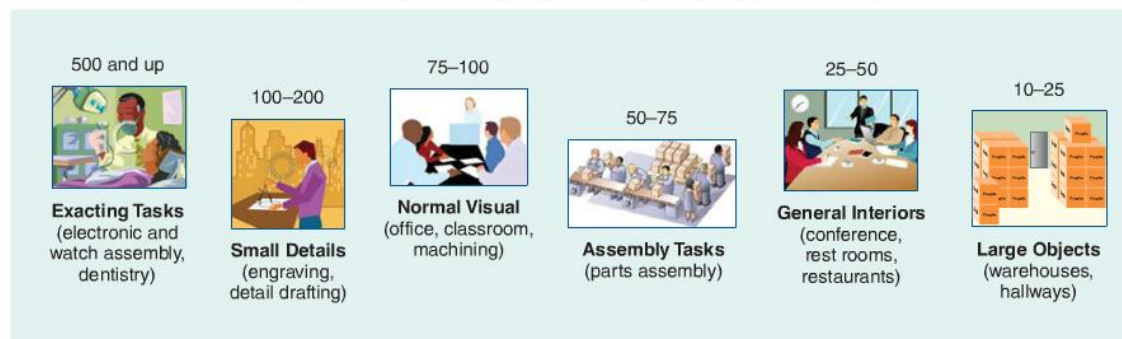 500 and up
Exacting Tasks
(electronic and
watch assembly,
dentistry)
100–200
Small Details
(engraving,
detail drafting)
75–100
Normal Visual
(office, classroom,
machining)
50–75
Assembly Tasks
(parts assembly)
25–50
General Interiors
(conference,
rest rooms,
restaurants)
10–25
Large Objects
(warehouses,
hallways)